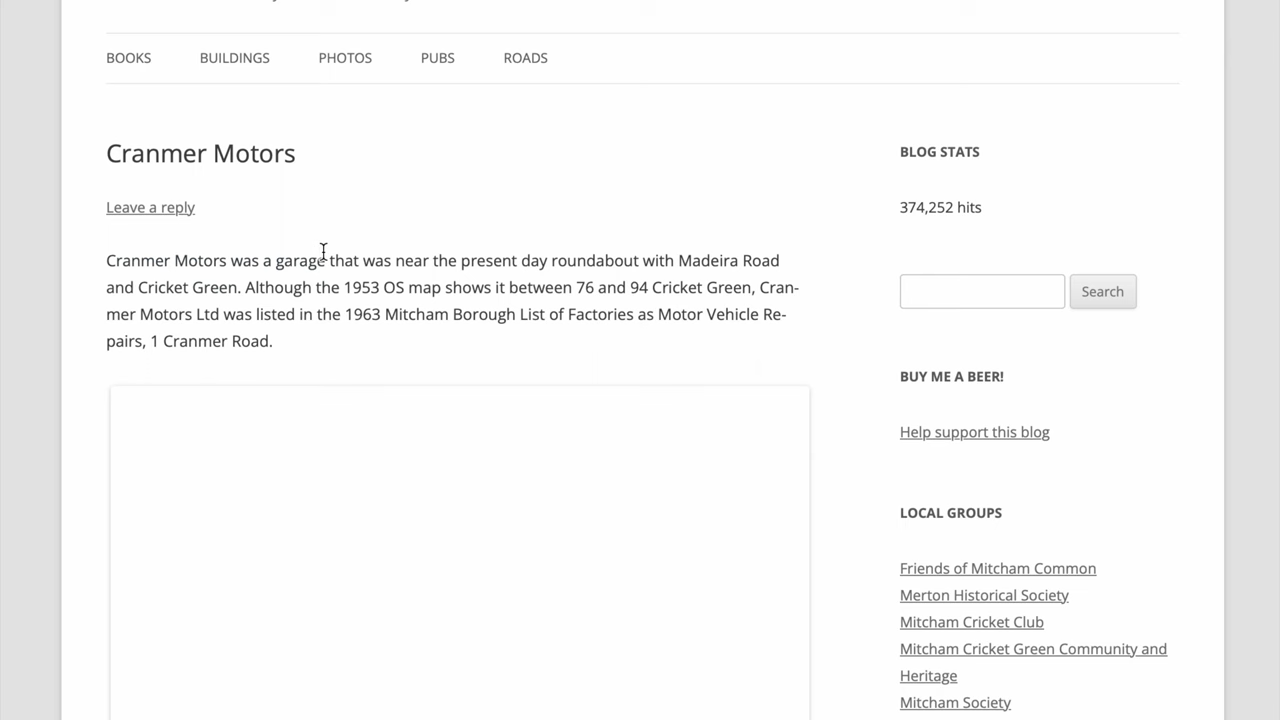 BOOKS BUILDINGS PHOTOS PUBS ROADS
Cranmer Motors
Leave a reply
Cranmer Motors was a garage that was near the present day roundabout with Madeira Road
and Cricket Green. Although the 1953 OS map shows it between 76 and 94 Cricket Green, Cran-
mer Motors Ltd was listed in the 1963 Mitcham Borough List of Factories as Motor Vehicle Re-
pairs, 1 Cranmer Road.
BLOG STATS
374,252 hits
Search
BUY ME A BEER!
Help support this blog
LOCAL GROUPS
Friends of Mitcham Common
Merton Historical Society
Mitcham Cricket Club
Mitcham Cricket Green Community and
Heritage
Mitcham Society